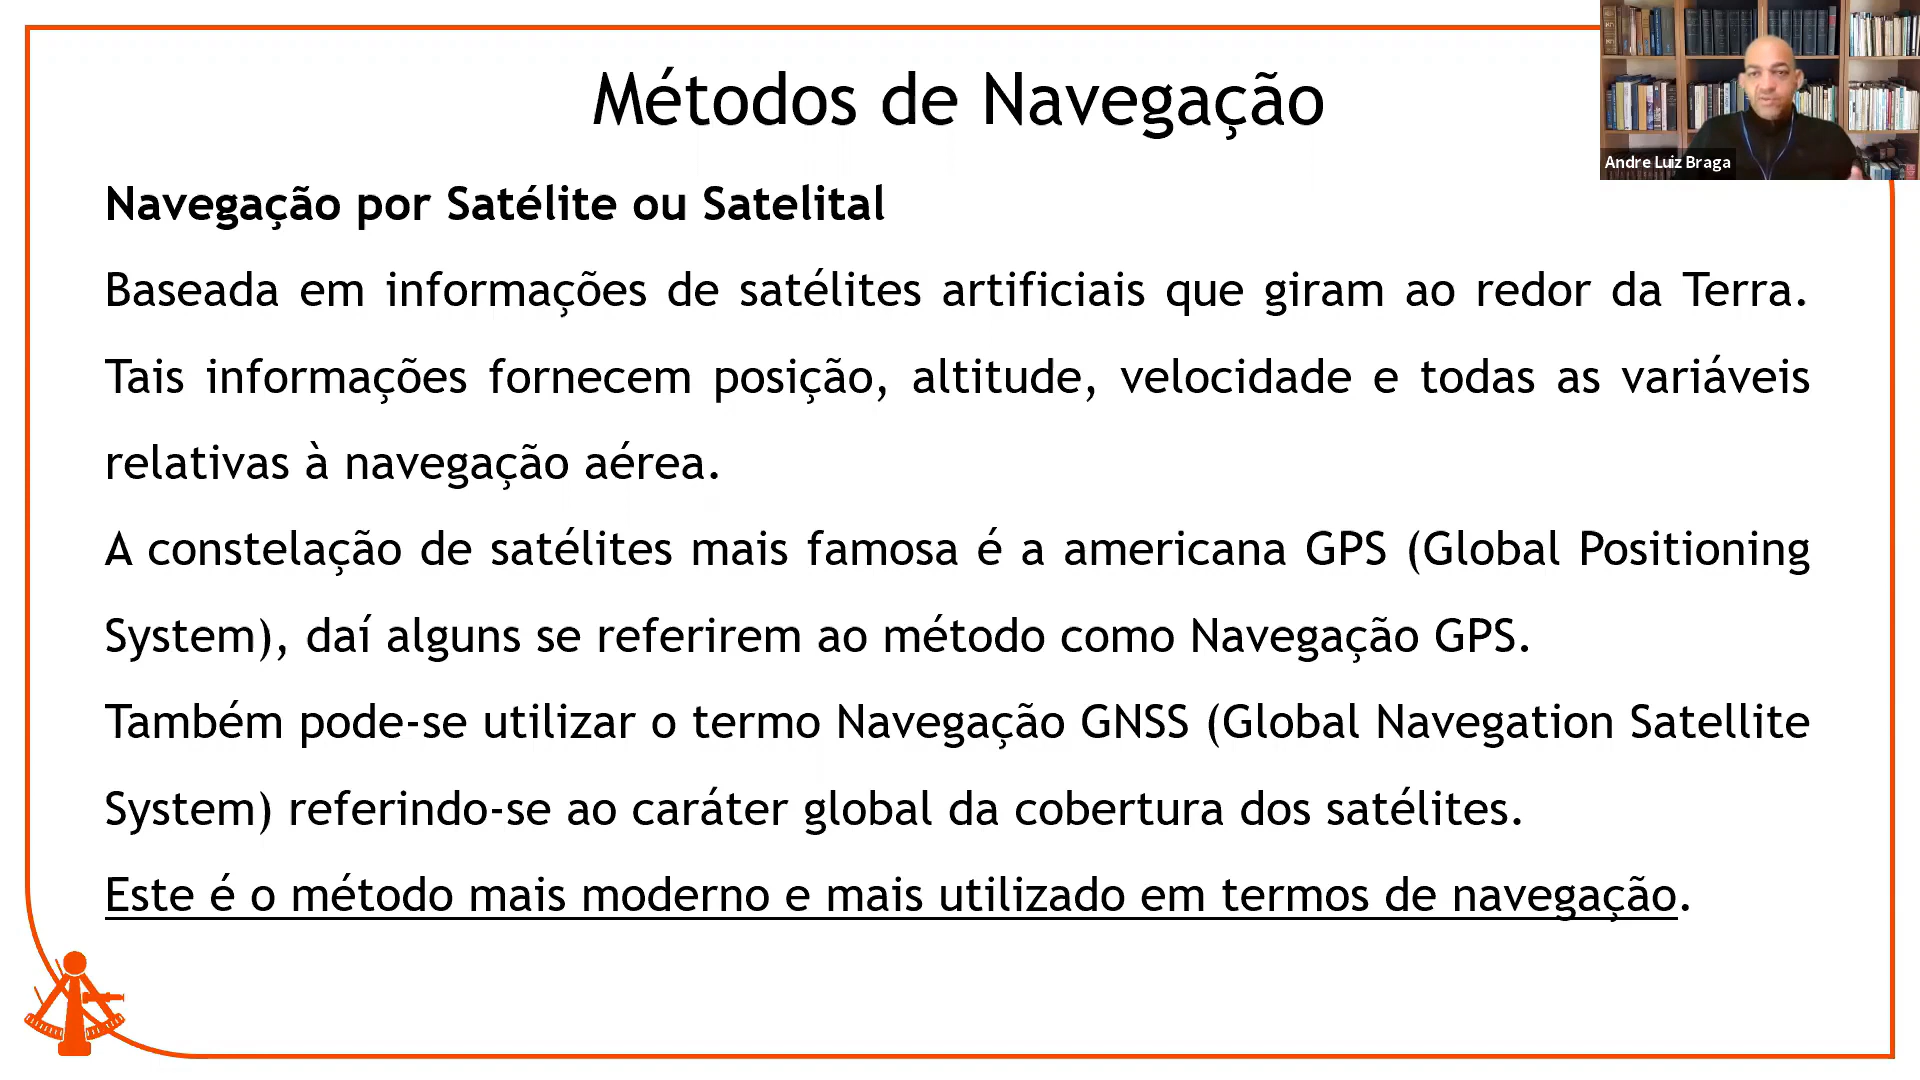 Métodos de Navegação
Andre Luiz Braga
Navegação por Satélite ou Satelital
Baseada em informações de satélites artificiais que giram ao redor da Terra.
Tais informações fornecem posição, altitude, velocidade e todas as variáveis
relativas à navegação aérea.
A constelação de satélites mais famosa é a americana GPS (Global Positioning
System), daí alguns se referirem ao método como Navegação GPS.
Também pode-se utilizar o termo Navegação GNSS (Global Navegation Satellite
System) referindo-se ao caráter global da cobertura dos satélites.
Este é o método mais moderno e mais utilizado em termos de navegação.